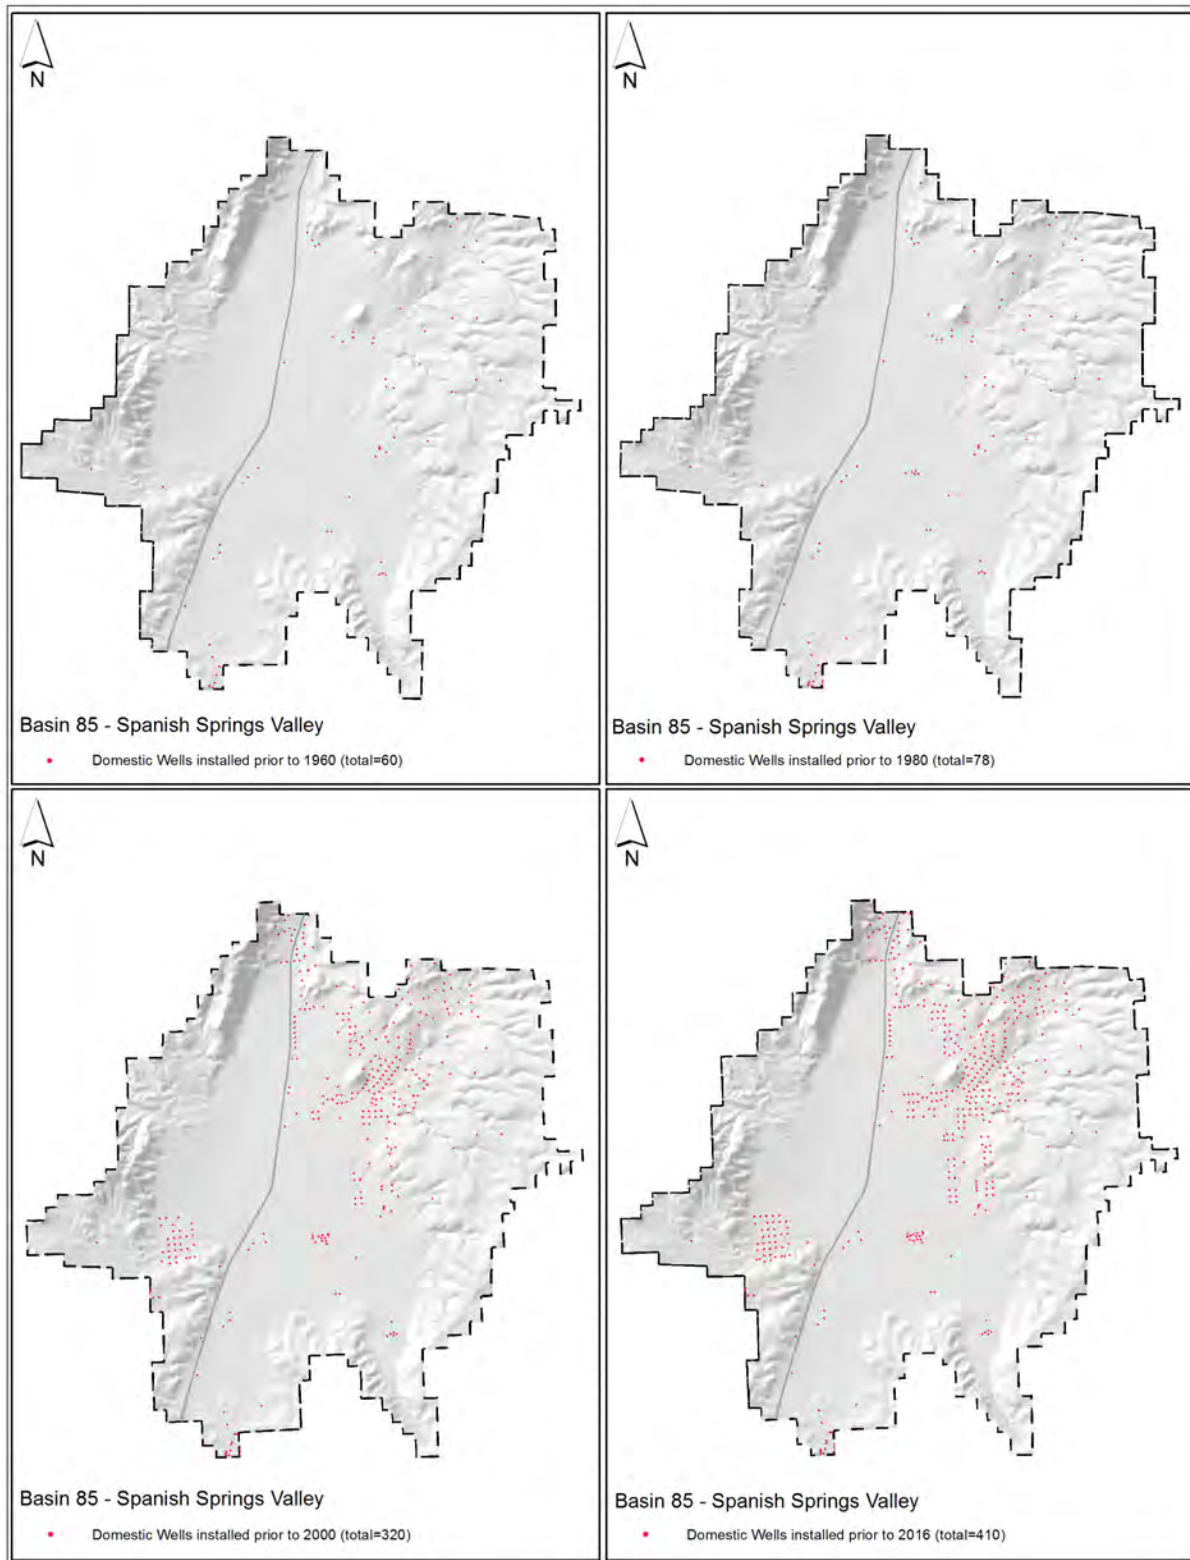 N
Basin 85 - Spanish Springs Valley
Domestic Wells installed prior to 1960 (total=60)
N
Basin 85 - Spanish Springs Valley
Domestic Wells installed prior to 1980 (total=78)
N
Basin 85 - Spanish Springs Valley
Domestic Wells installed prior to 2000 (total=320)
N
Basin 85 - Spanish Springs Valley
Domestic Wells installed prior to 2016 (total=410)